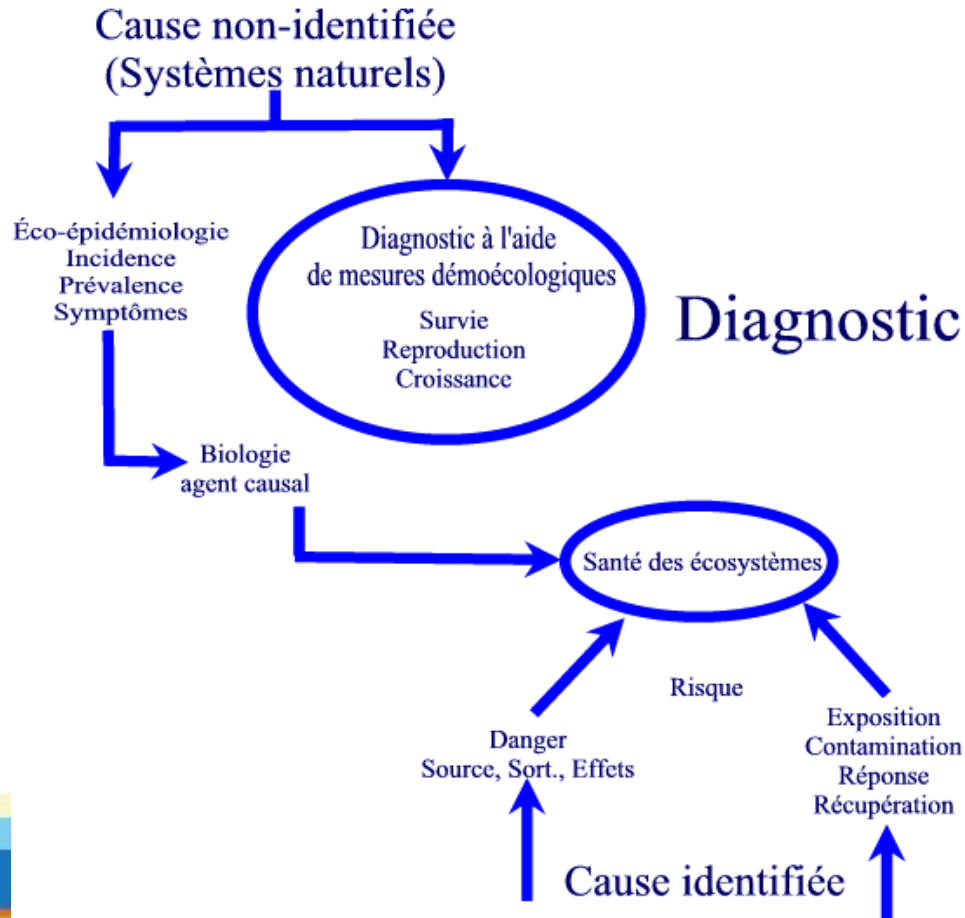 Cause non-identifiée
(Systèmes naturels)
Éco-épidémiologie
Incidence
Prévalence
Symptômes
Diagnostic à l'aide
de mesures démoécologiques
Survie
Reproduction
Croissance
Diagnostic
Biologie
agent causal
Santé des écosystèmes
Risque
Danger
Source, Sort., Effets
Exposition
Contamination
Réponse
Récupération
Cause identifiée